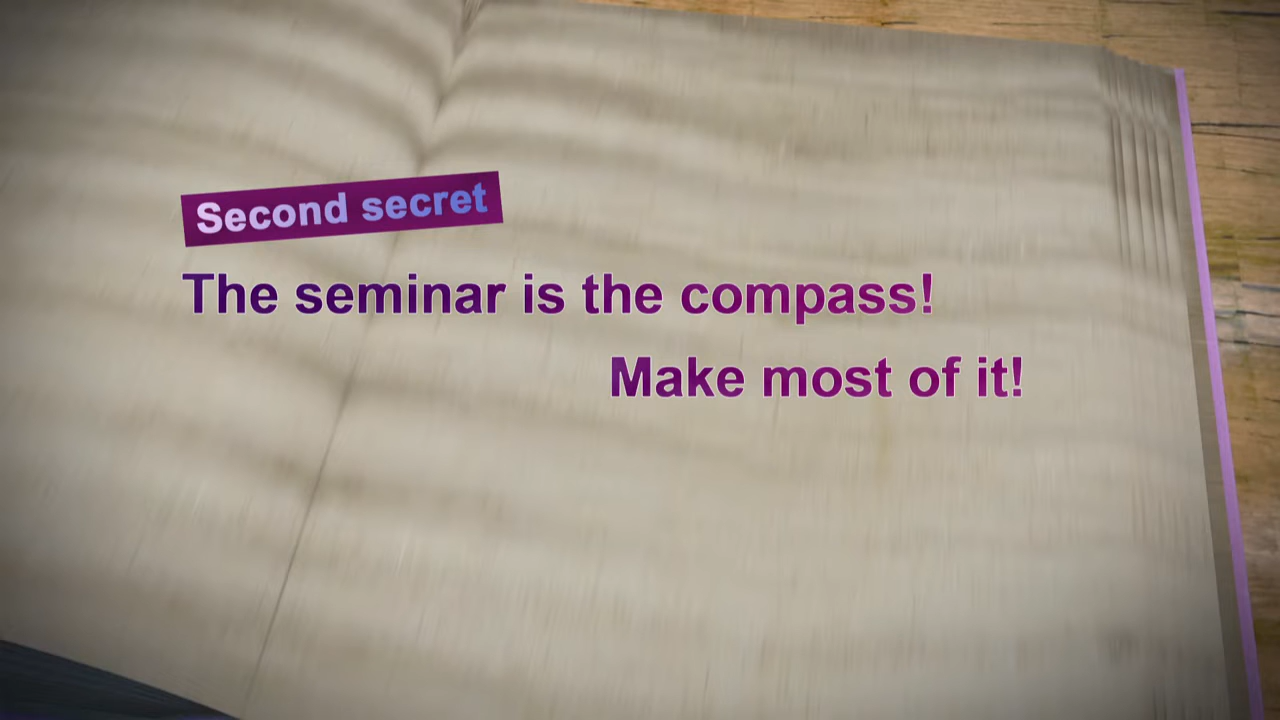 Second secret
The seminar is the compass!
Make most of it!